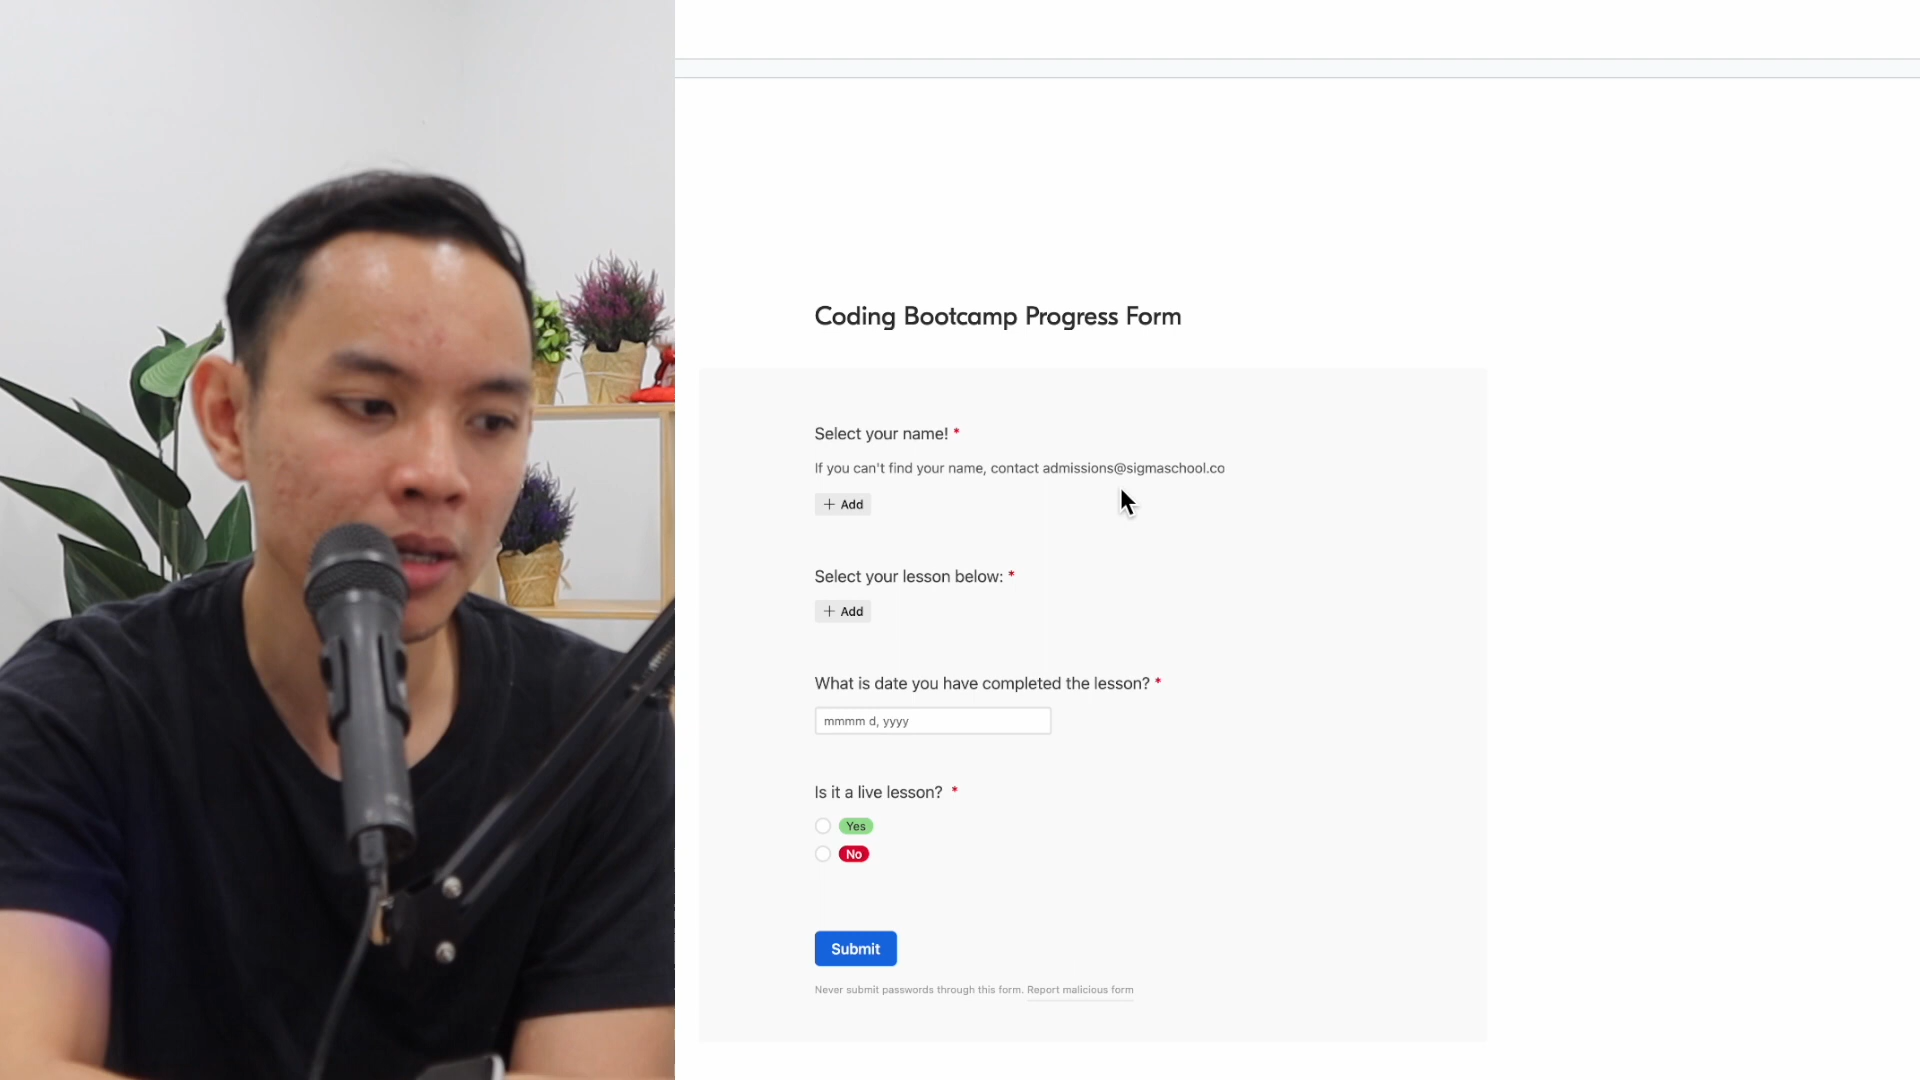 Coding Bootcamp Progress Form
Select your name! *
If you can't find your name, contact admissions@sigmaschool.co
+ Add
Select your lesson below: *
+ Add
What is date you have completed the lesson? *
mmmm d, yyyy
Is it a live lesson? *
Yes
No
Submit
Never submit passwords through this form. Report malicious form